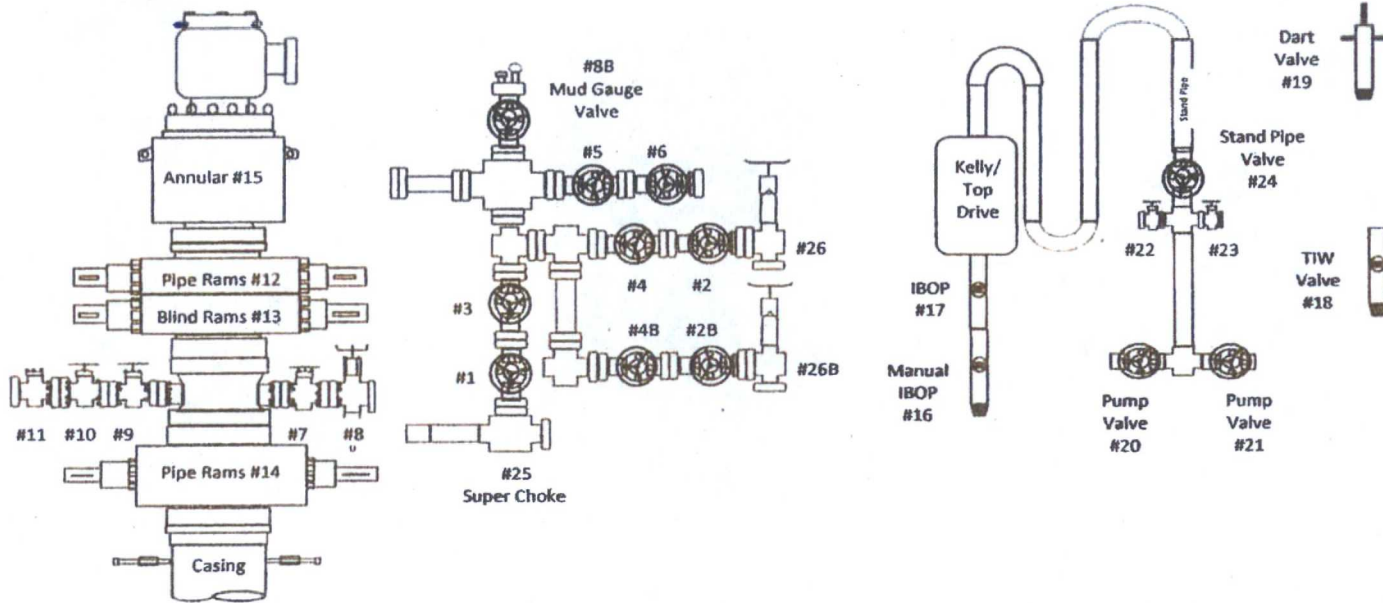 Annular #15
Pipe Rams #12
Blind Rams #13
#11
#10
#9
#7
#8
Pipe Rams #14
Casing
#8B
Mud Gauge
Valve
#5
#6
#4
#2
#26
#3
#4B
#2B
#1
#26B
#25
Super Choke
Kelly/
Top
Drive
IBOP
#17
Manual
IBOP
#16
Stand Pipe
Stand Pipe
Valve
#24
#22
#23
Pump
Valve
#20
Pump
Valve
#21
Dart
Valve
#19
TIW
Valve
#18